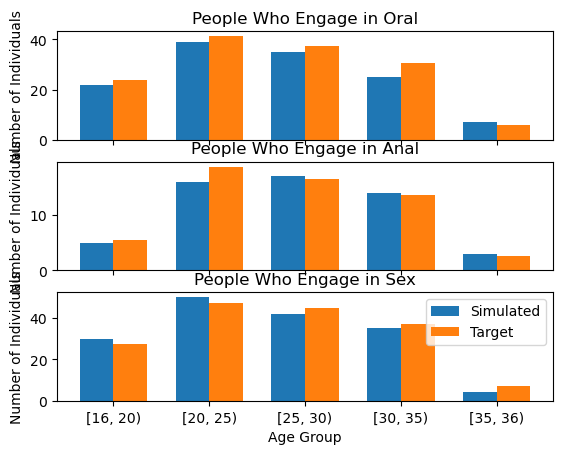 People Who Engage in Oral
Number of Individuals
40
20
0
People Who Engage in Anal
Number of Individuals
10
0
People Who Engage in Sex
Number of Individuals
40
20
0
Simulated
Target
[16, 20)
[20, 25)
[25, 30)
[30, 35)
[35, 36)
Age Group